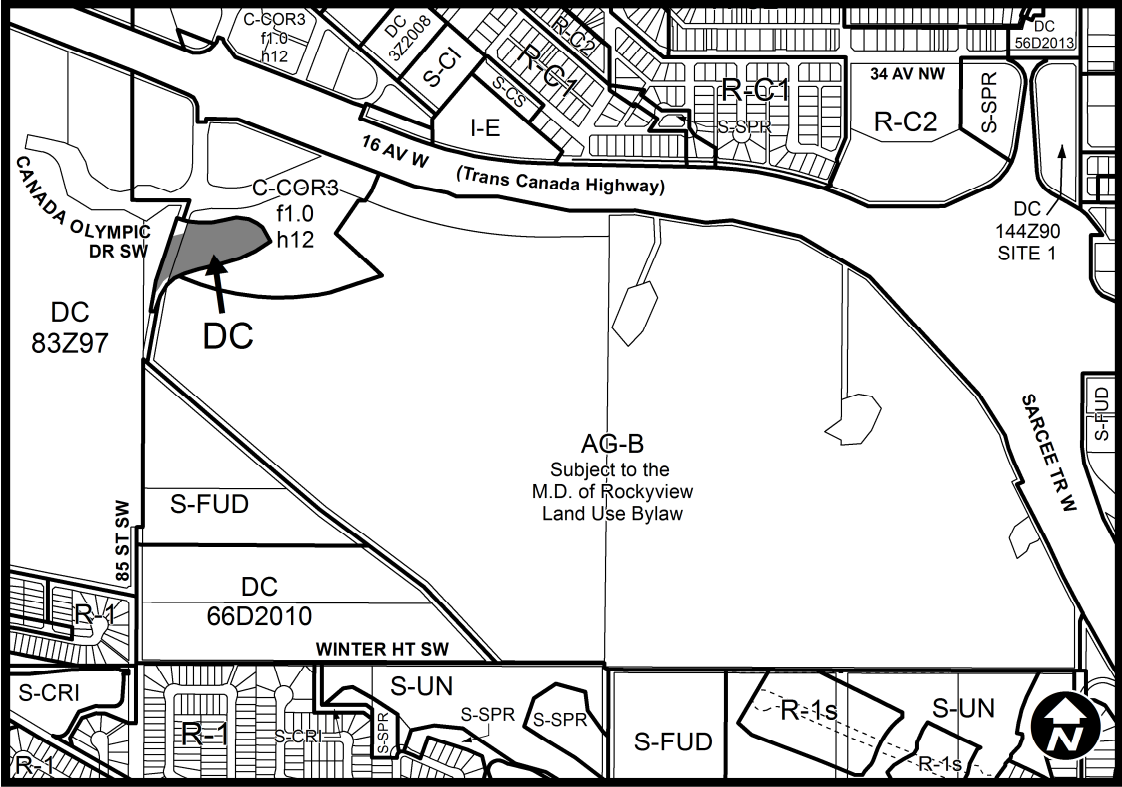 C-COR3
f1.0
h12
DC
3Z2008
S-CI
S-CS
R-C2
R-C1
I-E
R-C1
S-SPR
34 AV NW
R-C2
S-SPR
DC
56D2013
16 AV W
(Trans Canada Highway)
DC
144Z90
SITE 1
CANADA OLYMPIC
DR SW
C-COR3
f1.0
h12
DC
DC
83Z97
AG-B
Subject to the
M.D. of Rockyview
Land Use Bylaw
SARCEE TR W
S-FUD
S-FUD
85 ST SW
DC
66D2010
WINTER HT SW
R-1
S-CRI
R-1
R-1
S-CRI
S-SPR
S-UN
S-SPR
S-SPR
S-FUD
R-1s
S-UN
R-1s
N